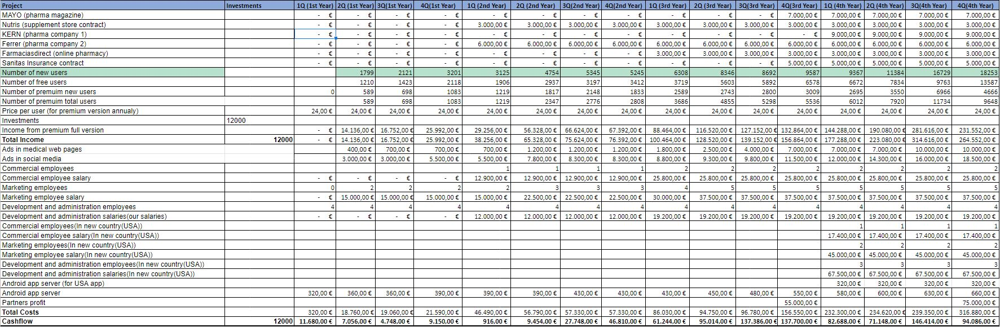 Project Investments 1Q (1st Year) 2Q (1st Year) 3Q(1st Year) 4Q(1st Year) 1Q (2nd Year) 2Q (2nd Year) 3Q(2nd Year) 4Q(2nd Year) 1Q (3rd Year) 2Q (3rd Year) 3Q(3rd Year) 4Q(3rd Year) 1Q (4th Year) 2Q (4th Year) 3Q(4th Year) 4Q(4th Year)
MAYO (pharma magazine) - € - € - € - € - € - € - € - € - € - € - € 7.000,00 € 7.000,00 € 7.000,00 € 7.000,00 € 7.000,00 €
Nutris (supplement store contract) - € - € - € - € 3.000,00 € 3.000,00 € 3.000,00 € 3.000,00 € 3.000,00 € 3.000,00 € 3.000,00 € 3.000,00 € 3.000,00 € 3.000,00 € 3.000,00 € 3.000,00 €
KERN (pharma company 1) - € - € - € - € - € - € - € - € - € - € - € - € 9.000,00 € 9.000,00 € 9.000,00 € 9.000,00 €
Ferrer (pharma company 2) - € - € - € - € 6.000,00 € 6.000,00 € 6.000,00 € 6.000,00 € 6.000,00 € 6.000,00 € 6.000,00 € 6.000,00 € 6.000,00 € 6.000,00 € 6.000,00 € 6.000,00 €
Farmaciasdirect (online pharmacy) - € - € - € - € - € - € - € - € 3.000,00 € 3.000,00 € 3.000,00 € 3.000,00 € 3.000,00 € 3.000,00 € 3.000,00 € 3.000,00 €
Sanitas Insurance contract - € - € - € - € - € - € - € - € - € - € - € 5.000,00 € 5.000,00 € 5.000,00 € 5.000,00 € 5.000,00 €
Number of new users 1799 2121 3201 3125 4754 5345 5245 6308 8346 8692 9587 9367 11384 16729 18253
Number of free users 1210 1423 2118 1906 2937 3197 3412 3719 5603 5892 6578 6672 7834 9763 13587
Number of premuim new users 0 589 698 1083 1219 1817 2148 1833 2589 2743 2800 3009 2695 3550 6966 4666
Number of premuim total users 589 698 1083 1219 2347 2776 2808 3686 4855 5298 5536 6012 7920 11734 9648
Price per user (for premium version annualy) 24,00 € 24,00 € 24,00 € 24,00 € 24,00 € 24,00 € 24,00 € 24,00 € 24,00 € 24,00 € 24,00 € 24,00 € 24,00 € 24,00 € 24,00 € 24,00 €
Investments 12000
Income from premium full version - € 14.136,00 € 16.752,00 € 25.992,00 € 29.256,00 € 56.328,00 € 66.624,00 € 67.392,00 € 88.464,00 € 116.520,00 € 127.152,00 € 132.864,00 € 144.288,00 € 190.080,00 € 281.616,00 € 231.552,00 €
Total Income 12000 - € 14.136,00 € 16.752,00 € 25.992,00 € 38.256,00 € 65.328,00 € 75.624,00 € 76.392,00 € 100.464,00 € 128.520,00 € 139.152,00 € 156.864,00 € 177.288,00 € 223.080,00 € 314.616,00 € 264.552,00 €
Ads in medical web pages 400,00 € 700,00 € 700,00 € 700,00 € 1.200,00 € 1.200,00 € 1.200,00 € 1.800,00 € 2.500,00 € 4.000,00 € 7.000,00 € 7.000,00 € 7.000,00 € 10.000,00 € 10.000,00 €
Ads in social media 3.000,00 € 3.000,00 € 5.500,00 € 5.500,00 € 7.800,00 € 8.300,00 € 8.300,00 € 8.800,00 € 9.300,00 € 9.800,00 € 11.500,00 € 12.000,00 € 14.300,00 € 16.000,00 € 18.500,00 €
Commercial employees 1 1 1 1 2 2 2 2 2 2 2 2
Commercial employee salary - € - € - € - € 12.900,00 € 12.900,00 € 12.900,00 € 12.900,00 € 25.800,00 € 25.800,00 € 25.800,00 € 25.800,00 € 25.800,00 € 25.800,00 € 25.800,00 € 25.800,00 €
Marketing employees 0 2 2 2 2 3 3 3 4 5 5 5 5 5 5 5
Marketing employee salary - € 15.000,00 € 15.000,00 € 15.000,00 € 15.000,00 € 22.500,00 € 22.500,00 € 22.500,00 € 30.000,00 € 37.500,00 € 37.500,00 € 37.500,00 € 37.500,00 € 37.500,00 € 37.500,00 € 37.500,00 €
Development and administration employees 4 4 4 4 4 4 4 4 4 4 4 4 4 4 4 4
Development and administration salaries(our salaries) - € - € - € - € 12.000,00 € 12.000,00 € 12.000,00 € 12.000,00 € 19.200,00 € 19.200,00 € 19.200,00 € 19.200,00 € 19.200,00 € 19.200,00 € 19.200,00 € 19.200,00 €
Commercial employees(In new country(USA)) 1 1 1 1
Commercial employee salary(In new country(USA)) 17.400,00 € 17.400,00 € 17.400,00 € 17.400,00 €
Marketing employees(In new country(USA)) 2 2 2 2
Marketing employee salary(In new country(USA)) 45.000,00 € 45.000,00 € 45.000,00 € 45.000,00 €
Development and administration employees(In new country(USA)) 3 3 3 3
Development and administration salaries(In new country(USA)) 67.500,00 € 67.500,00 € 67.500,00 € 67.500,00 €
Android app server (for USA app) 320,00 € 320,00 € 320,00 € 320,00 €
Android app server 320,00 € 360,00 € 360,00 € 390,00 € 390,00 € 390,00 € 430,00 € 430,00 € 430,00 € 450,00 € 480,00 € 550,00 € 580,00 € 600,00 € 630,00 € 660,00 €
Partners profit 55.000,00 € 75.000,00 €
Total Costs 320,00 € 18.760,00 € 19.060,00 € 21.590,00 € 46.490,00 € 56.790,00 € 57.330,00 € 57.330,00 € 86.030,00 € 94.750,00 € 96.780,00 € 156.550,00 € 232.300,00 € 234.620,00 € 239.350,00 € 316.880,00 €
Cashflow 12000 11.680,00 € 7.056,00 € 4.748,00 € 9.150,00 € 916,00 € 9.454,00 € 27.748,00 € 46.810,00 € 61.244,00 € 95.014,00 € 137.386,00 € 137.700,00 € 82.688,00 € 71.148,00 € 146.414,00 € 94.086,00 €